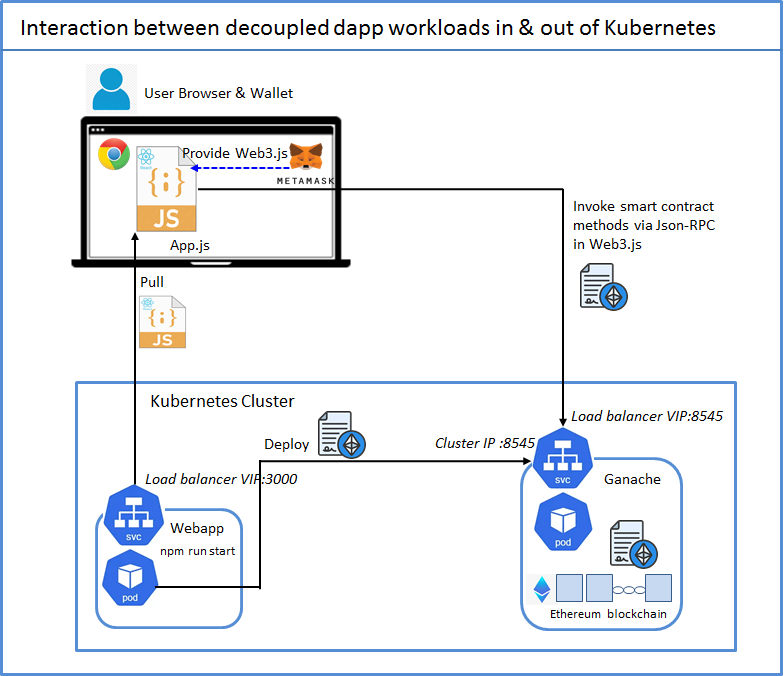 Interaction between decoupled dapp workloads in & out of Kubernetes
User Browser & Wallet
Provide Web3.js
METAMASK
JS
App.js
Invoke smart contract
methods via Json-RPC
in Web3.js
Pull
JS
Kubernetes Cluster
Load balancer VIP:8545
Deploy
Cluster IP :8545
Load balancer VIP:3000
svc
Ganache
svc
Webapp
npm run start
pod
pod
Ethereum blockchain